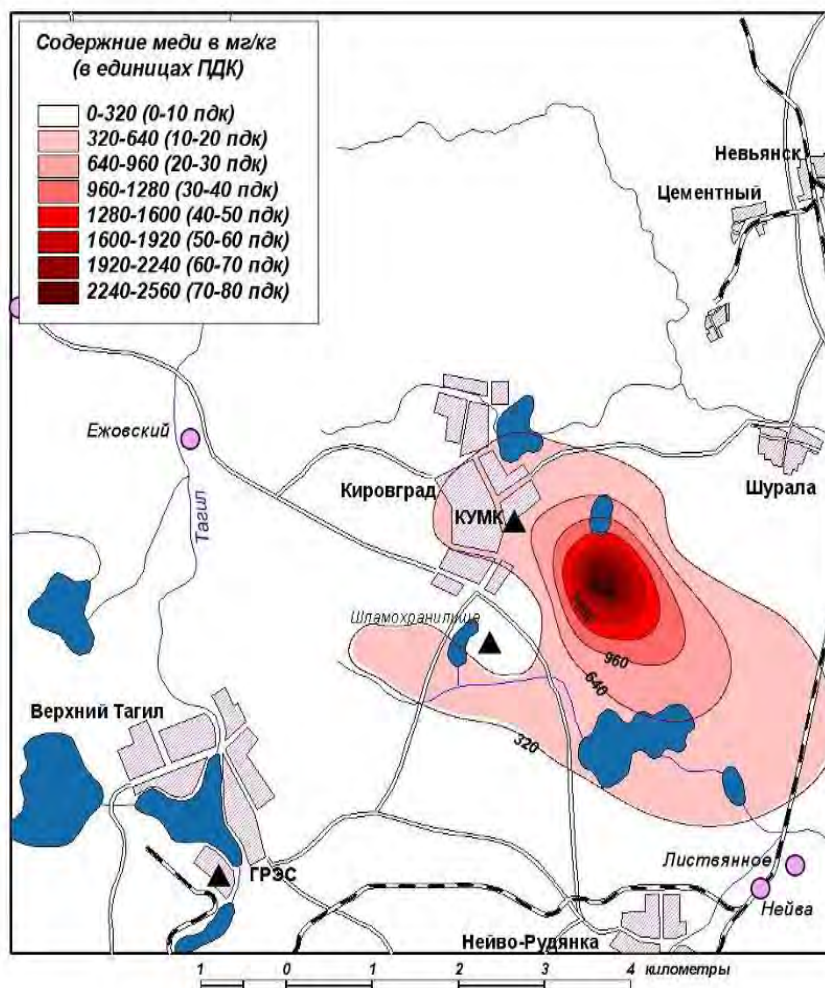 Содержние меди в мг/кг
(в единицах ПДК)
0-320 (0-10 пдк)
320-640 (10-20 пдк)
640-960 (20-30 пдк)
960-1280 (30-40 пдк)
1280-1600 (40-50 пдк)
1600-1920 (50-60 пдк)
1920-2240 (60-70 пдк)
2240-2560 (70-80 пдк)
Невьянск
Цементный
Ежовский
Тагил
Кировград
КУМК
Шурала
Шламохранилище
960
640
320
Верхний Тагил
ГРЭС
Листвянное
Нейва
Нейво-Рудянка
1 0 1 2 3 4 километры